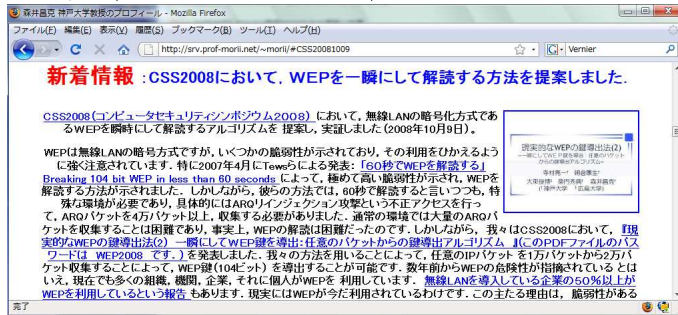 森井昌克 神戸大学教授のプロフィール - Mozilla Firefox
ファイル(F) 編集(E) 表示(V) 履歴(S) ブックマーク(B) ツール(T) ヘルプ(H)
http://srv.prof-morii.net/~morii/#CSS20081009 Vernier
新着情報 : CSS2008において，WEPを一瞬にして解読する方法を提案しました.
CSS2008(コンピュータセキュリティシンポジウム2008) において，無線LANの暗号化方式であ
るWEPを瞬時にして解読するアルゴリズムを 提案し，実証しました(2008年10月9日)。
現実的なWEPの鍵導出法(2)
－一瞬にしてWEP鍵を導出：任意のパケット
からの鍵導出アルゴリズム－
WEPは無線LANの暗号方式ですが，いくつかの脆弱性が示されており，その利用をひかえるよう
に強く注意されています．特に2007年4月にTewsらによる発表：「60秒でWEPを解読する」
Breaking 104 bit WEP in less than 60 seconds によって，極めて高い脆弱性が示され，WEPを
解読する方法が示されました．しかしながら，彼らの方法では，60秒で解読すると言いつつも，特
殊な環境が必要であり，具体的にはARQリインジェクション攻撃という不正アクセスを行っ
て，ARQパケットを4万パケット以上，収集する必要がありました．通常の環境では大量のARQパ
ケットを収集することは困難であり，事実上，WEPの解読は困難だったのです．しかしながら， 我々はCSS2008において，『現
実的なWEPの鍵導出法(2) 一瞬にしてWEP鍵を導出：任意のパケットからの鍵導出アルゴリズム 』(このPDFファイルのパス
ワードは WEP2008 です．) を発表しました．我々の方法を用いることによって，任意のIPパケット を1万パケットから2万パ
ケット収集することによって，WEP鍵(104ビット) を導出することが可能です．数年前からWEPの危険性が指摘されている とは
いえ，現在でも多くの組織，機関，企業，それに個人がWEPを 利用しています． 無線LANを導入している企業の50％以上が
WEPを利用しているという報告 もあります．現実にはWEPが今だ利用されているわけです．この主たる理由は， 脆弱性がある
完了